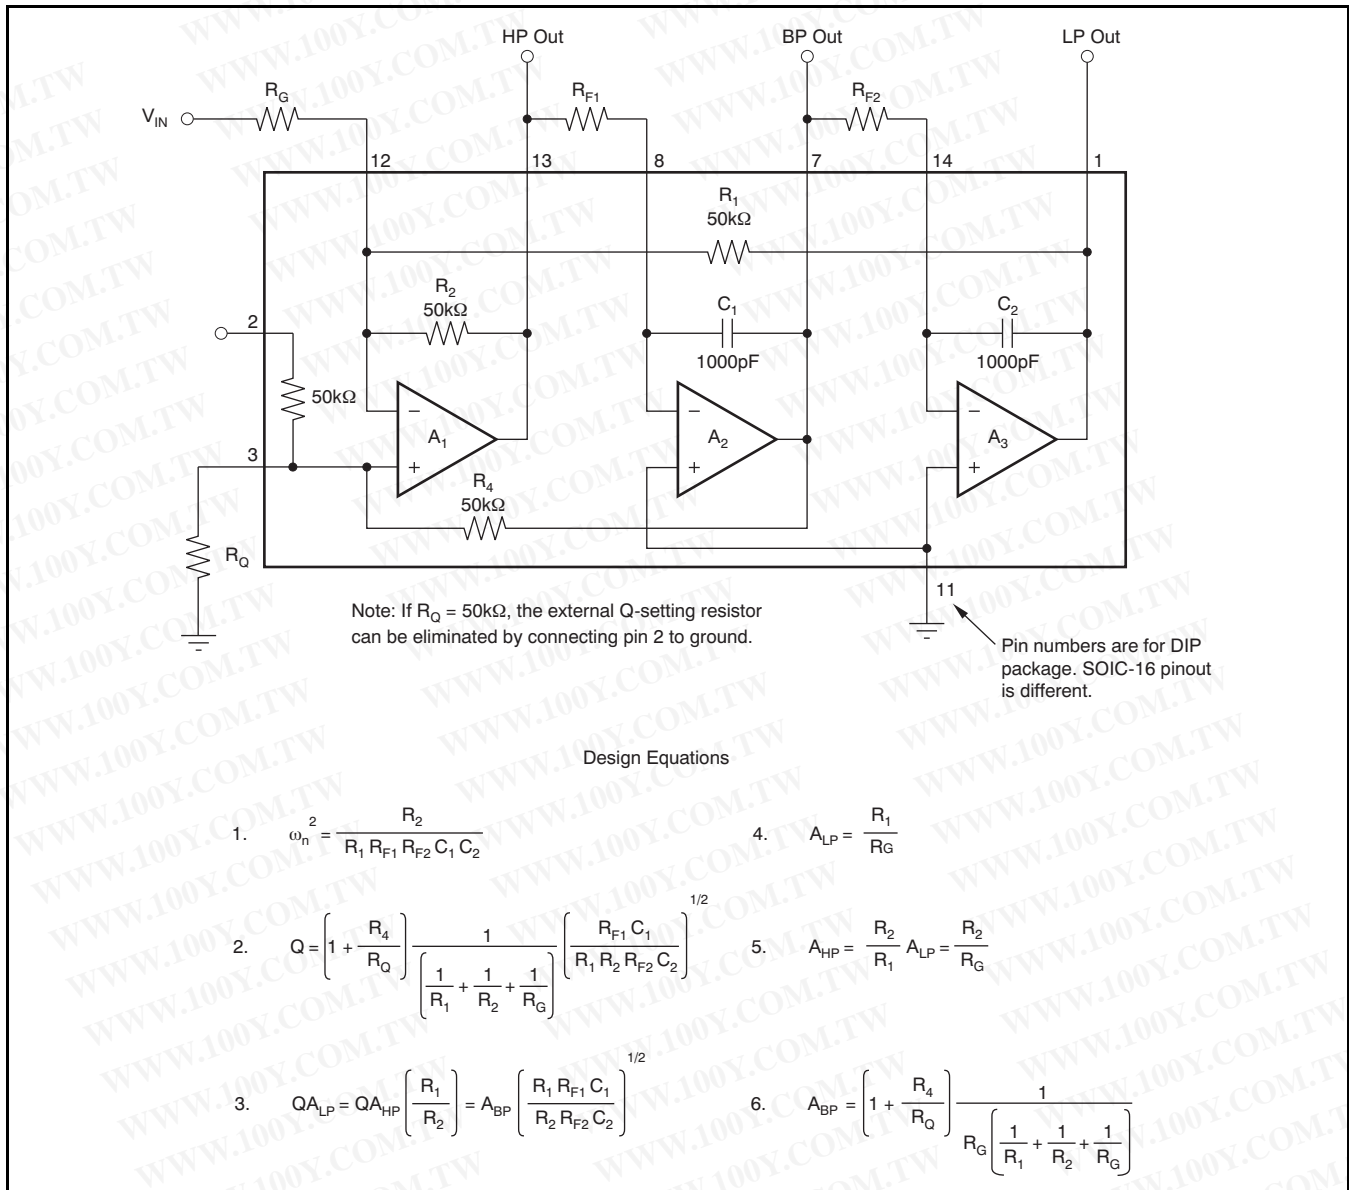 HP Out
BP Out
LP Out
R_G
R_F1
R_F2
V_IN
12
13
8
7
14
1
R_1
50kΩ
R_2
50kΩ
C_1
1000pF
C_2
1000pF
2
50kΩ
−
A_1
+
−
A_2
+
−
A_3
+
3
R_4
50kΩ
R_Q
11
Note: If R_Q = 50kΩ, the external Q-setting resistor
can be eliminated by connecting pin 2 to ground.
Pin numbers are for DIP
package. SOIC-16 pinout
is different.
Design Equations
1. ω_n^2 = R_2 / (R_1 R_F1 R_F2 C_1 C_2)
4. A_LP = R_1 / R_G
2. Q = [1 + R_4 / R_Q] 1 / [1/R_1 + 1/R_2 + 1/R_G] [R_F1 C_1 / (R_1 R_2 R_F2 C_2)]^1/2
5. A_HP = R_2 / R_1 A_LP = R_2 / R_G
3. QA_LP = QA_HP [R_1 / R_2] = A_BP [R_1 R_F1 C_1 / (R_2 R_F2 C_2)]^1/2
6. A_BP = [1 + R_4 / R_Q] 1 / (R_G [1/R_1 + 1/R_2 + 1/R_G])
WWW.100Y.COM.TW